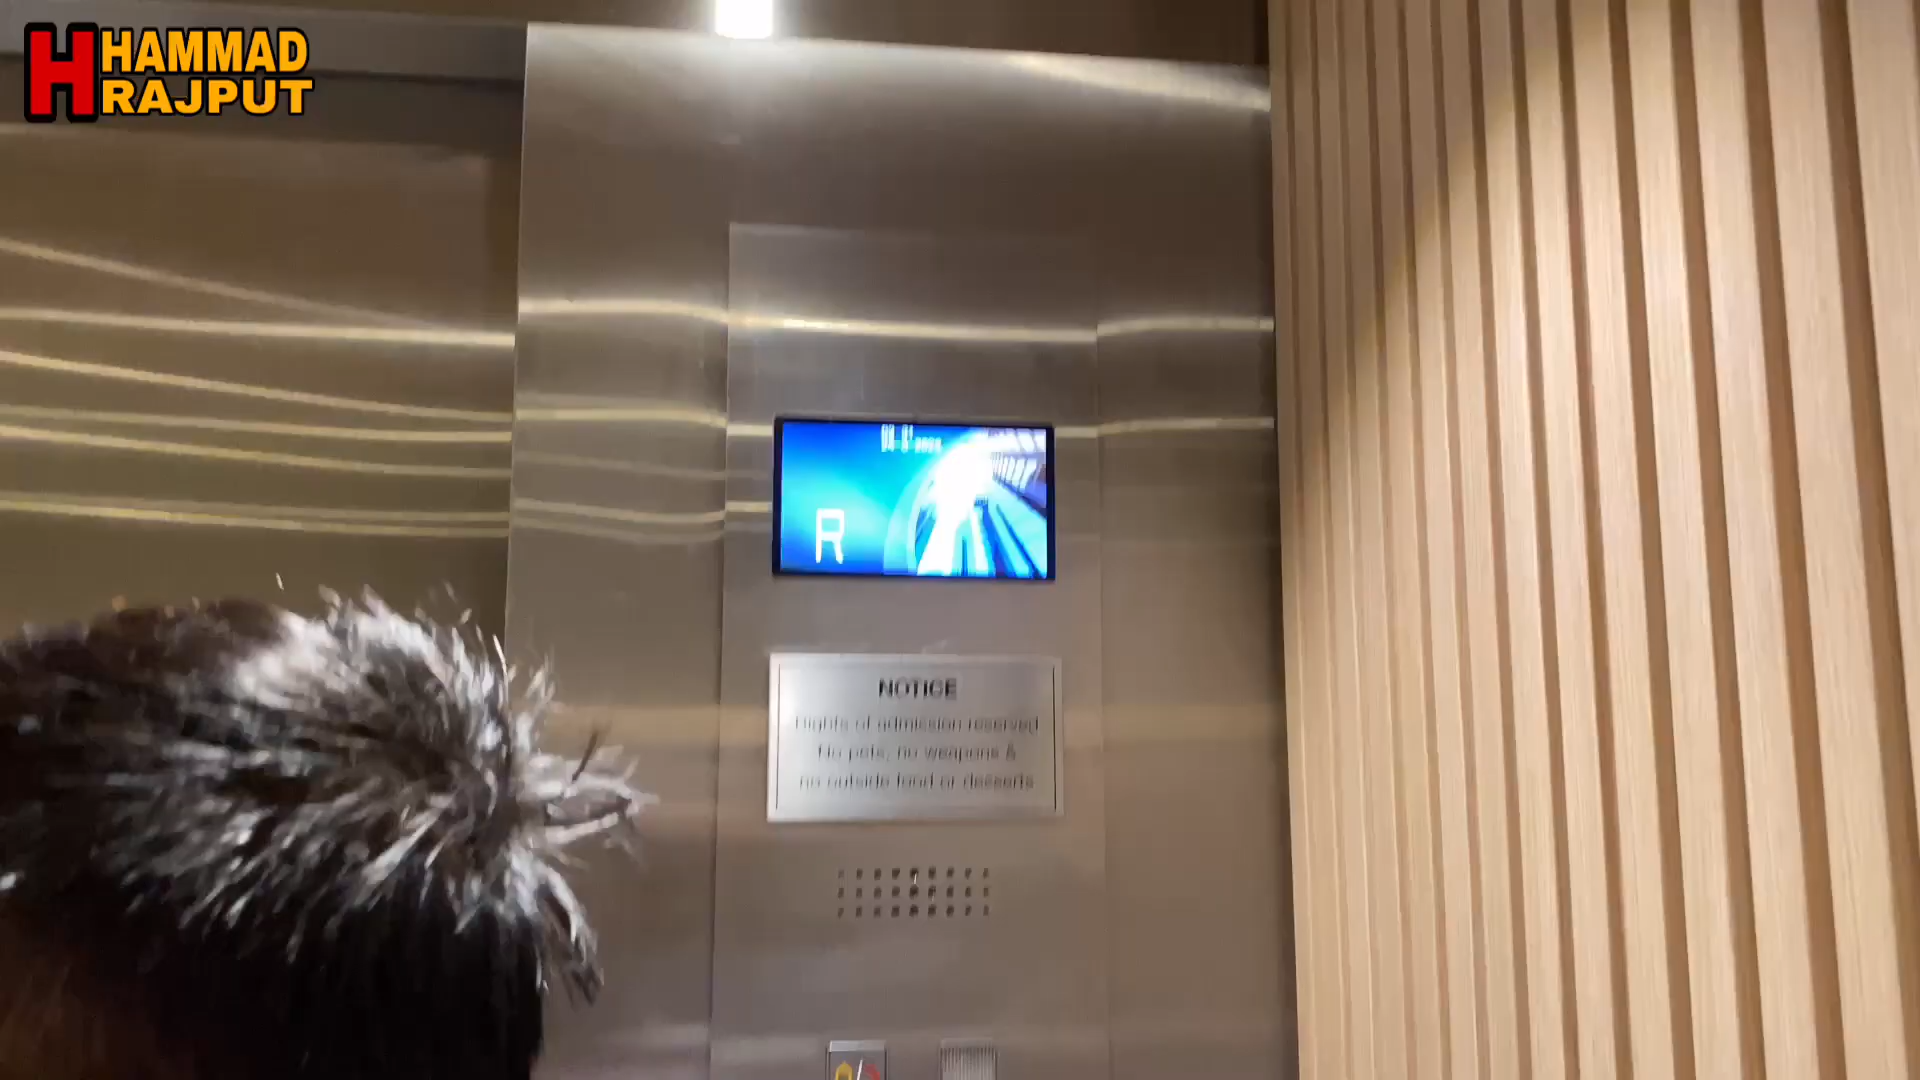 HAMMAD
RAJPUT
R
NOTICE
Rights of admission reserved
No pets, no weapons &
no outside food or desserts